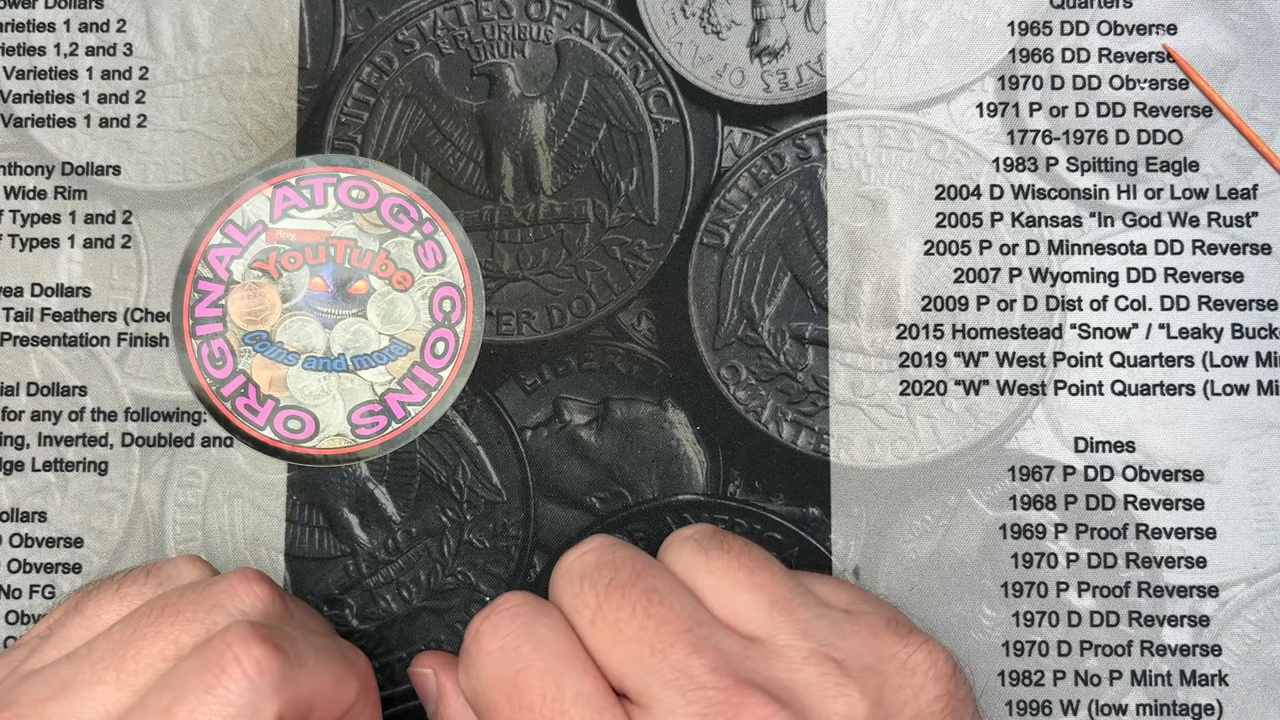 ower Dollars
arieties 1 and 2
rieties 1,2 and 3
Varieties 1 and 2
Varieties 1 and 2
Varieties 1 and 2
nthony Dollars
Wide Rim
f Types 1 and 2
f Types 1 and 2
vea Dollars
Tail Feathers (Chec
Presentation Finish
ial Dollars
for any of the following:
ing, Inverted, Doubled and
dge Lettering
ollars
Obverse
Obverse
No FG
Obv
ORIGINAL ATOG's COINS
YouTube
Coins and more!
UNITED STATES OF AMERICA
E PLURIBUS
UNUM
ER DOLLAR
LIBERTY
UNITED STATES OF
Quarters
1965 DD Obverse
1966 DD Reverse
1970 D DD Obverse
1971 P or D DD Reverse
1776-1976 D DDO
1983 P Spitting Eagle
2004 D Wisconsin HI or Low Leaf
2005 P Kansas “In God We Rust”
2005 P or D Minnesota DD Reverse
2007 P Wyoming DD Reverse
2009 P or D Dist of Col. DD Reverse
2015 Homestead “Snow” / “Leaky Buck
2019 “W” West Point Quarters (Low Mi
2020 “W” West Point Quarters (Low Mi
Dimes
1967 P DD Obverse
1968 P DD Reverse
1969 P Proof Reverse
1970 P DD Reverse
1970 P Proof Reverse
1970 D DD Reverse
1970 D Proof Reverse
1982 P No P Mint Mark
1996 W (low mintage)